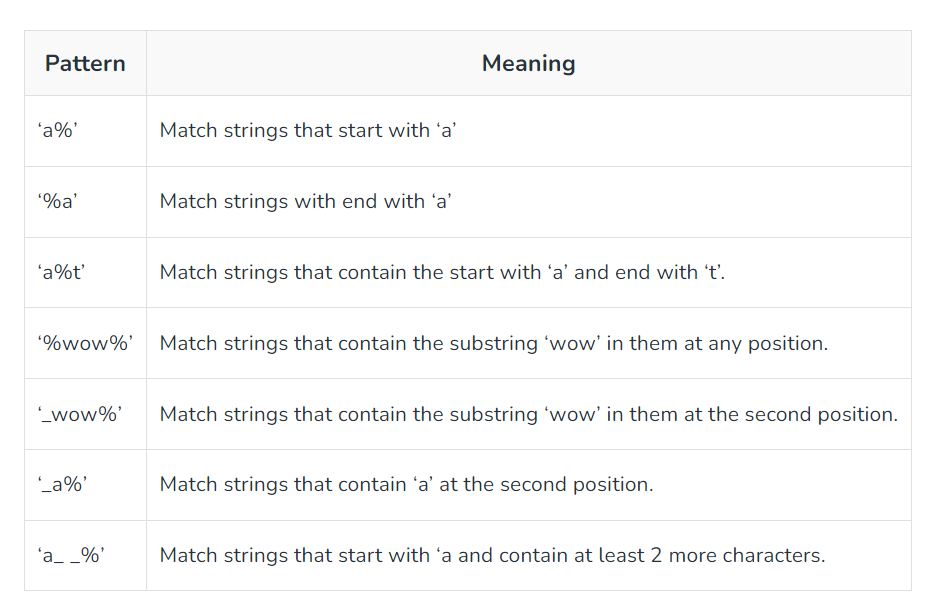 Pattern Meaning
‘a%’ Match strings that start with ‘a’
‘%a’ Match strings with end with ‘a’
‘a%t’ Match strings that contain the start with ‘a’ and end with ‘t’.
‘%wow%’ Match strings that contain the substring ‘wow’ in them at any position.
‘_wow%’ Match strings that contain the substring ‘wow’ in them at the second position.
‘_a%’ Match strings that contain ‘a’ at the second position.
‘a_ _%’ Match strings that start with ‘a and contain at least 2 more characters.